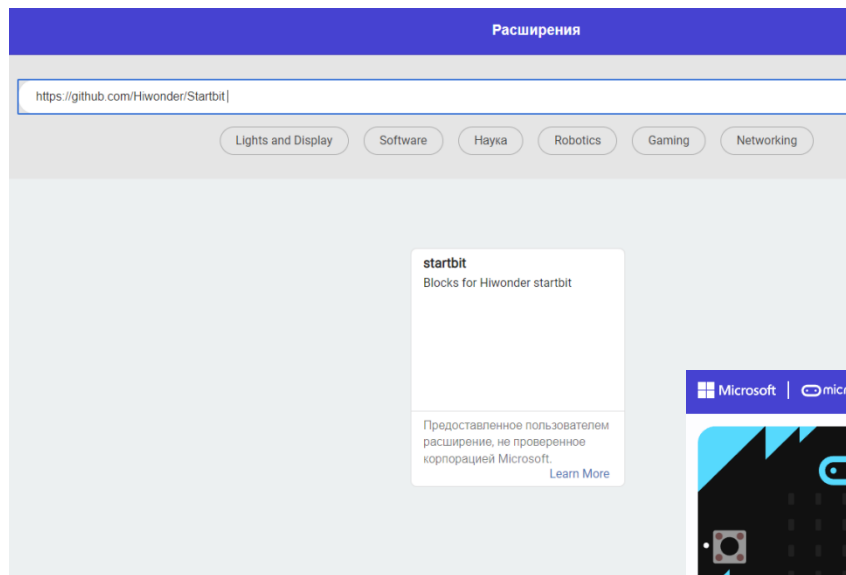 Расширения
https://github.com/Hiwonder/Startbit
Lights and Display
Software
Наука
Robotics
Gaming
Networking
startbit
Blocks for Hiwonder startbit
Предоставленное пользователем
расширение, не проверенное
корпорацией Microsoft.
Learn More
Microsoft